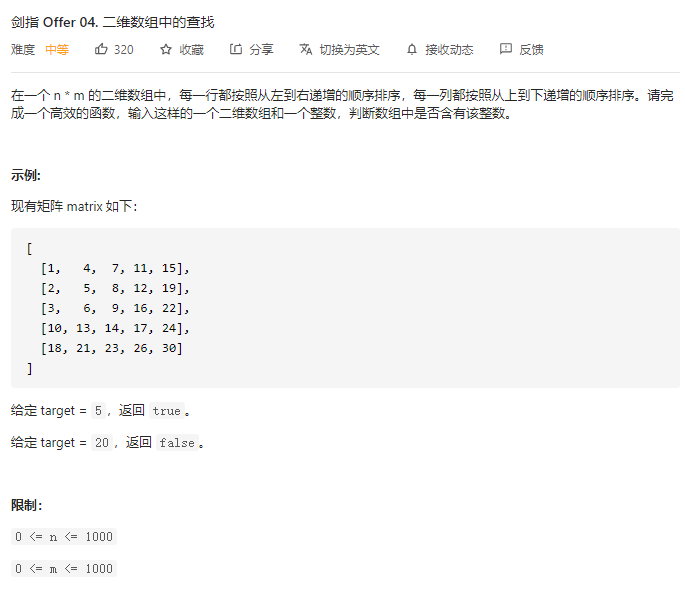 剑指 Offer 04. 二维数组中的查找
难度 中等 320 收藏 分享 切换为英文 接收动态 反馈
在一个 n * m 的二维数组中，每一行都按照从左到右递增的顺序排序，每一列都按照从上到下递增的顺序排序。请完
成一个高效的函数，输入这样的一个二维数组和一个整数，判断数组中是否含有该整数。
示例:
现有矩阵 matrix 如下：
[
[1, 4, 7, 11, 15],
[2, 5, 8, 12, 19],
[3, 6, 9, 16, 22],
[10, 13, 14, 17, 24],
[18, 21, 23, 26, 30]
]
给定 target = 5，返回 true。
给定 target = 20，返回 false。
限制：
0 <= n <= 1000
0 <= m <= 1000